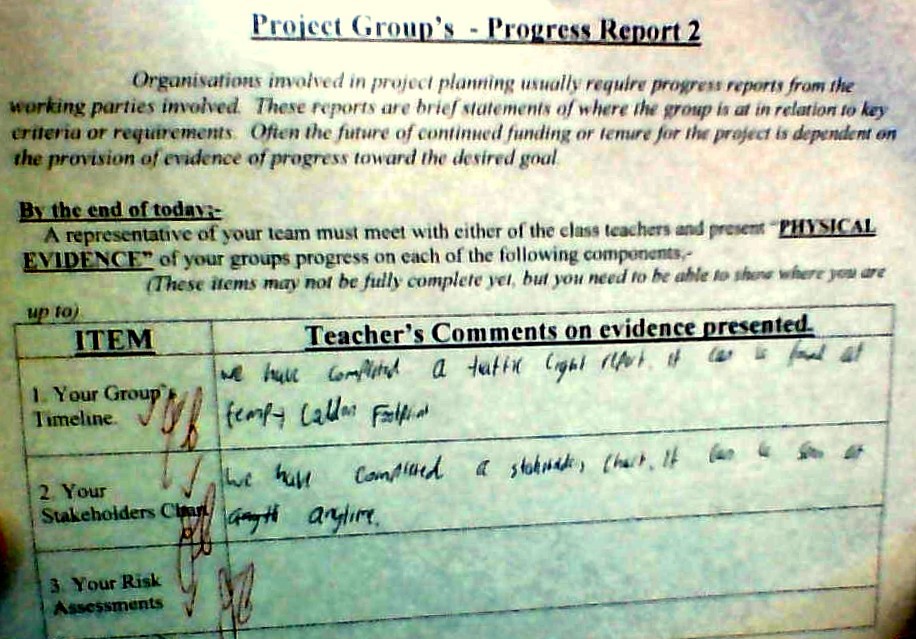 Project Group's - Progress Report 2
Organisations involved in project planning usually require progress reports from the
working parties involved. These reports are brief statements of where the group is at in relation to key
criteria or requirements. Often the future of continued funding or tenure for the project is dependent on
the provision of evidence of progress toward the desired goal.
By the end of today:-
A representative of your team must meet with either of the class teachers and present "PHYSICAL
EVIDENCE" of your groups progress on each of the following components,-
(These items may not be fully complete yet, but you need to be able to show where you are
up to)
ITEM
Teacher's Comments on evidence presented.
1. Your Group's
Timeline.
we have completed a traffic light report. it can be found at
Footprint
2. Your
Stakeholders Chart
we have completed a stakeholders chart. It can be seen at
anytime.
3. Your Risk
Assessments